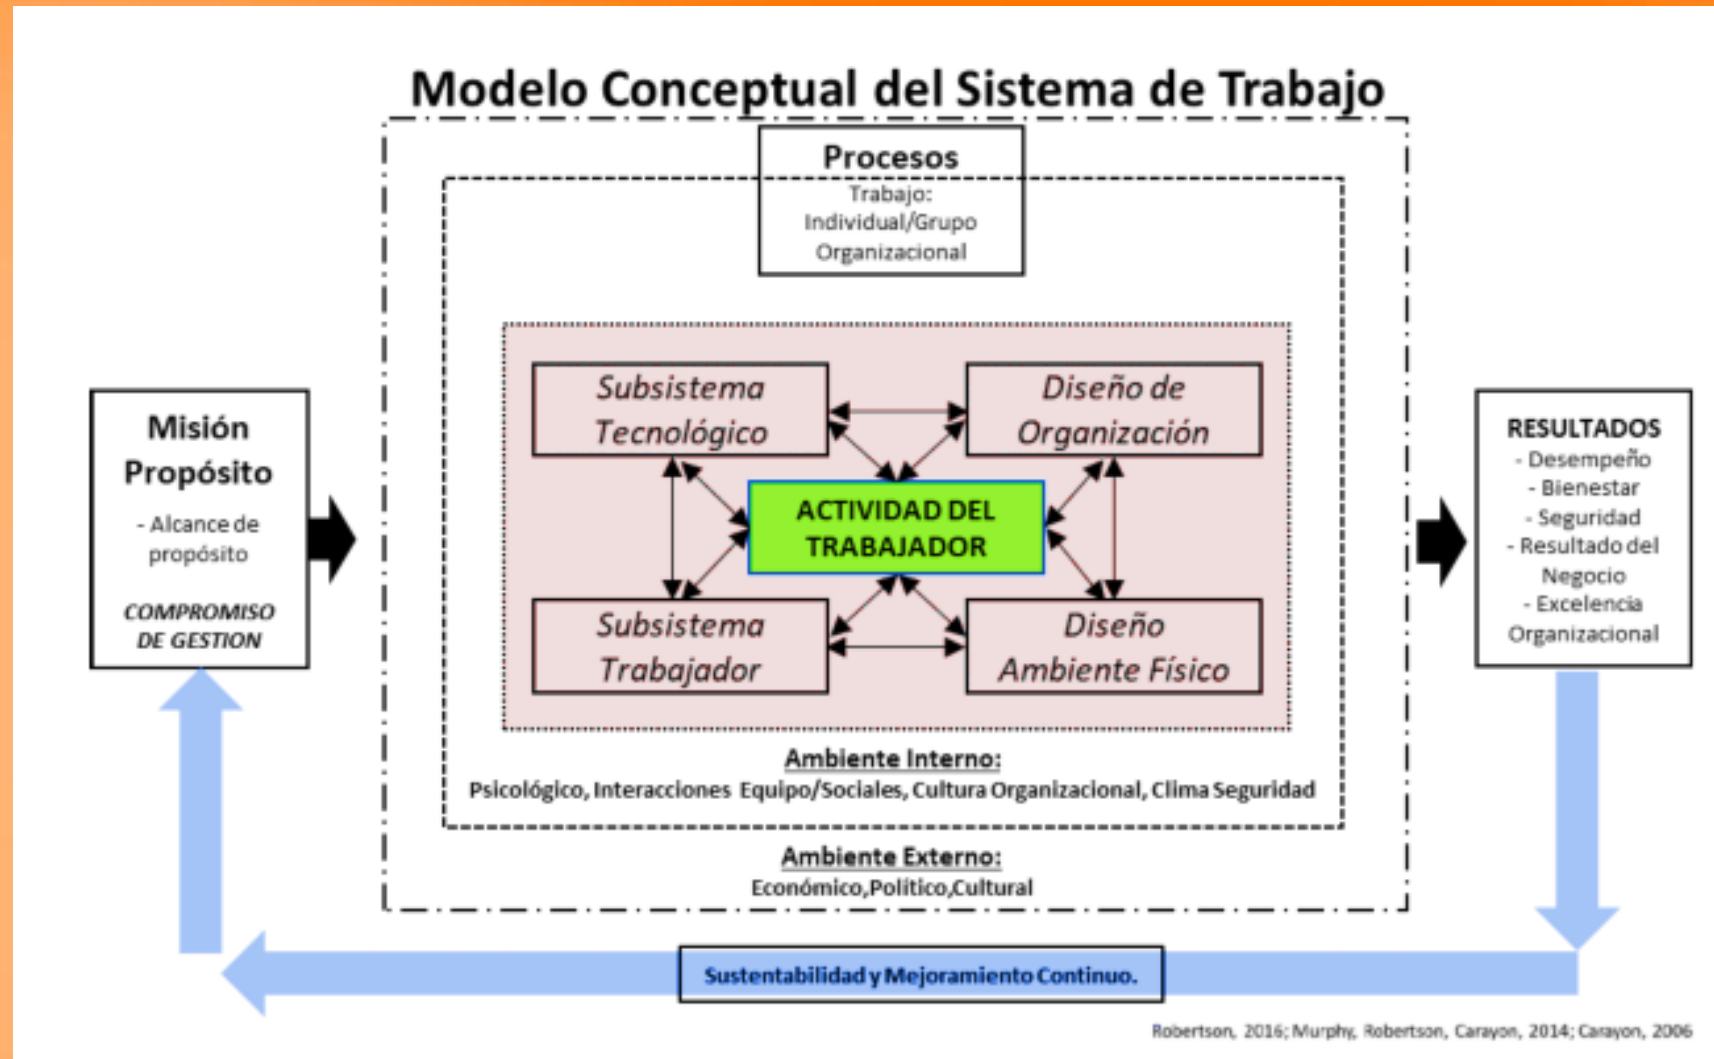 Modelo Conceptual del Sistema de Trabajo
Procesos
Trabajo:
Individual/Grupo
Organizacional
Misión
Propósito
- Alcance de
propósito
COMPROMISO
DE GESTION
Subsistema
Tecnológico
Diseño de
Organización
ACTIVIDAD DEL
TRABAJADOR
Subsistema
Trabajador
Diseño
Ambiente Físico
RESULTADOS
- Desempeño
- Bienestar
- Seguridad
- Resultado del
Negocio
- Excelencia
Organizacional
Ambiente Interno:
Psicológico, Interacciones Equipo/Sociales, Cultura Organizacional, Clima Seguridad
Ambiente Externo:
Económico,Político,Cultural
Sustentabilidad y Mejoramiento Continuo.
Robertson, 2016; Murphy, Robertson, Carayon, 2014; Carayon, 2006